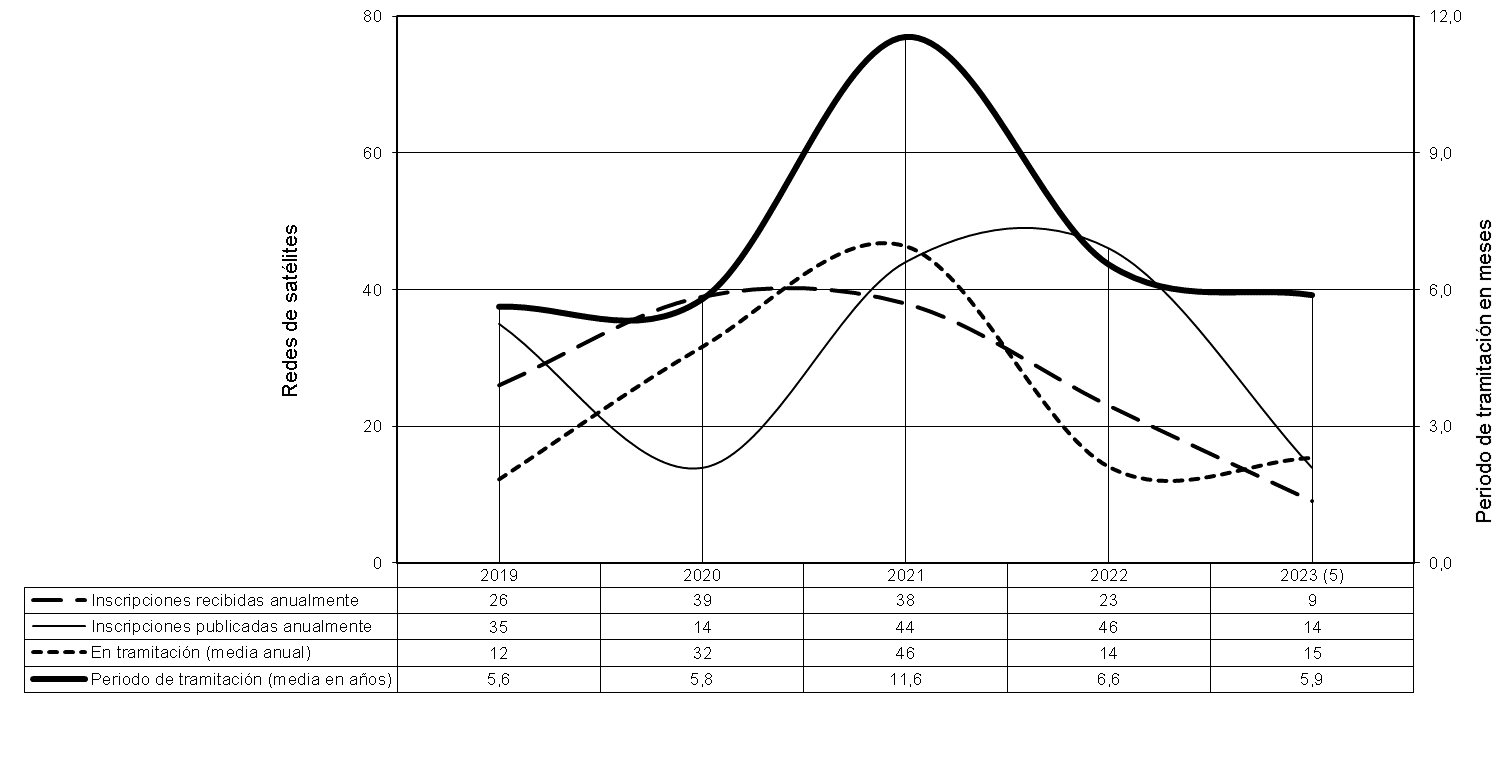 80
60
40
20
0
Redes de satélites
12,0
9,0
6,0
3,0
0,0
Periodo de tramitación en meses
2019 2020 2021 2022 2023 (5)
Inscripciones recibidas anualmente 26 39 38 23 9
Inscripciones publicadas anualmente 35 14 44 46 14
En tramitación (media anual) 12 32 46 14 15
Periodo de tramitación (media en años) 5,6 5,8 11,6 6,6 5,9